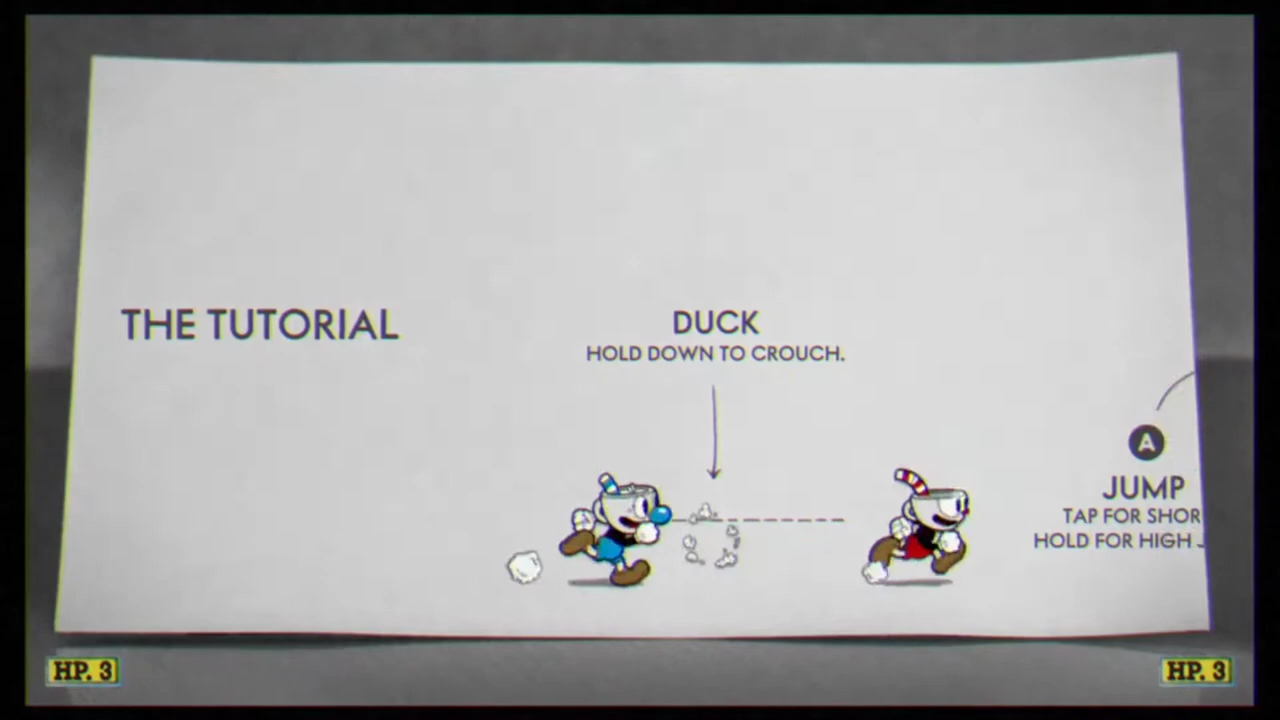 THE TUTORIAL
DUCK
HOLD DOWN TO CROUCH.
A
JUMP
TAP FOR SHOR
HOLD FOR HIGH
HP. 3
HP. 3